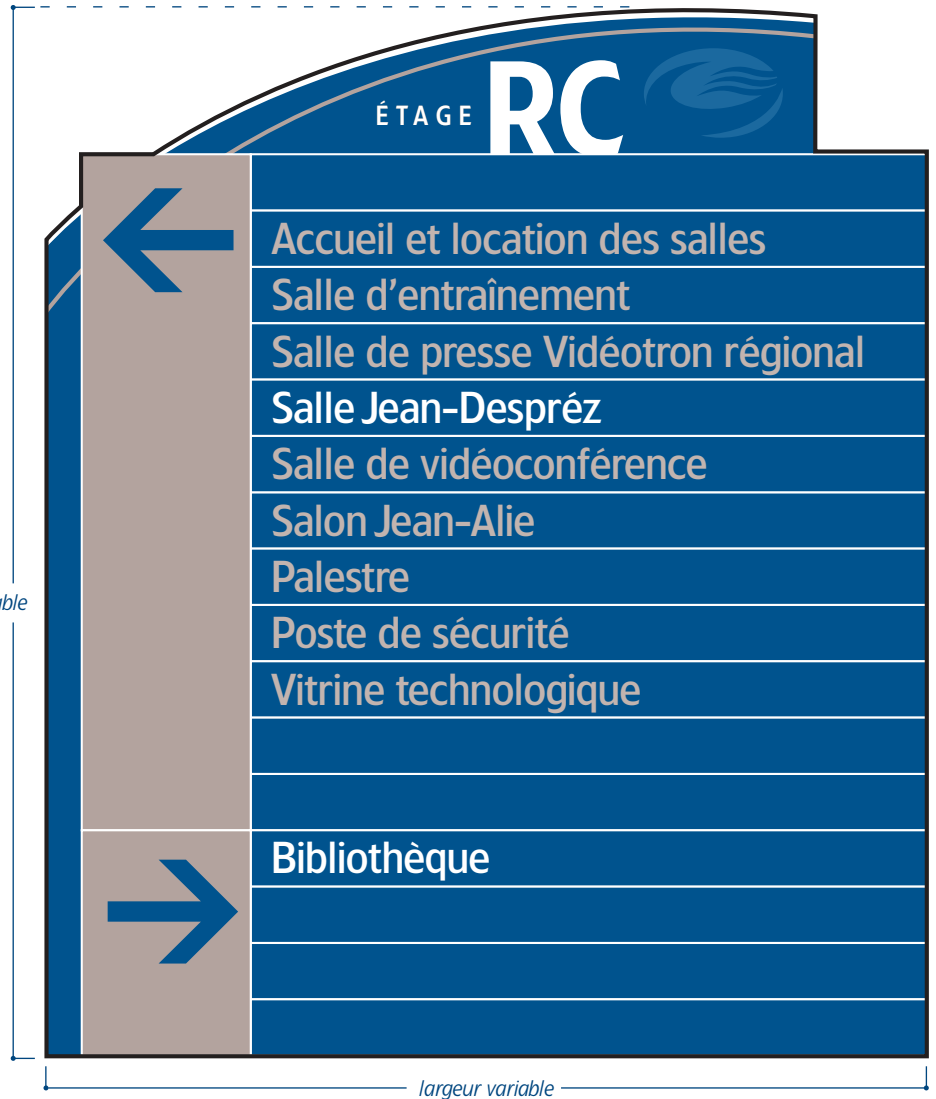 ÉTAGE RC
Accueil et location des salles
Salle d’entraînement
Salle de presse Vidéotron régional
Salle Jean-Despréz
Salle de vidéoconférence
Salon Jean-Alie
Palestre
Poste de sécurité
Vitrine technologique
Bibliothèque
largeur variable